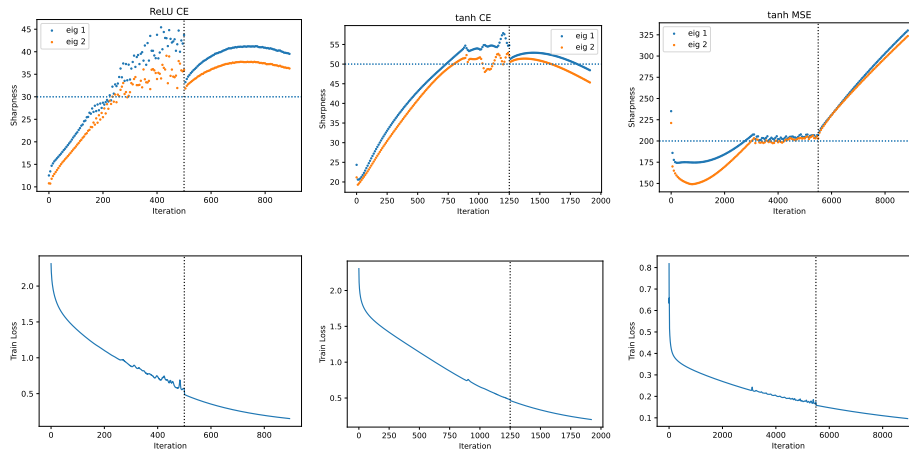 ReLU CE
45
40
35
30
25
20
15
10
Sharpness
eig 1
eig 2
0 200 400 600 800
Iteration
tanh CE
55
50
45
40
35
30
25
20
Sharpness
eig 1
eig 2
0 250 500 750 1000 1250 1500 1750 2000
Iteration
tanh MSE
325
300
275
250
225
200
175
150
Sharpness
eig 1
eig 2
0 2000 4000 6000 8000
Iteration
2.0
1.5
1.0
0.5
Train Loss
0 200 400 600 800
Iteration
2.0
1.5
1.0
0.5
Train Loss
0 250 500 750 1000 1250 1500 1750 2000
Iteration
0.8
0.7
0.6
0.5
0.4
0.3
0.2
0.1
Train Loss
0 2000 4000 6000 8000
Iteration